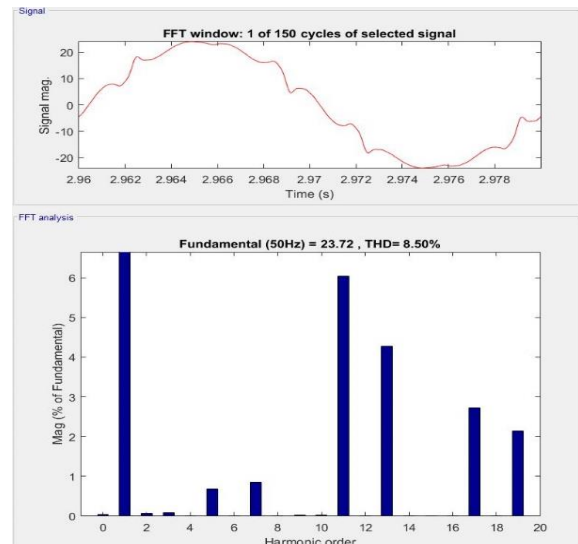 Signal
FFT window: 1 of 150 cycles of selected signal
20
10
0
-10
-20
Signal mag.
2.96 2.962 2.964 2.966 2.968 2.97 2.972 2.974 2.976 2.978
Time (s)
FFT analysis
Fundamental (50Hz) = 23.72 , THD= 8.50%
6
5
4
3
2
1
0
Mag (% of Fundamental)
0 2 4 6 8 10 12 14 16 18 20
Harmonic order